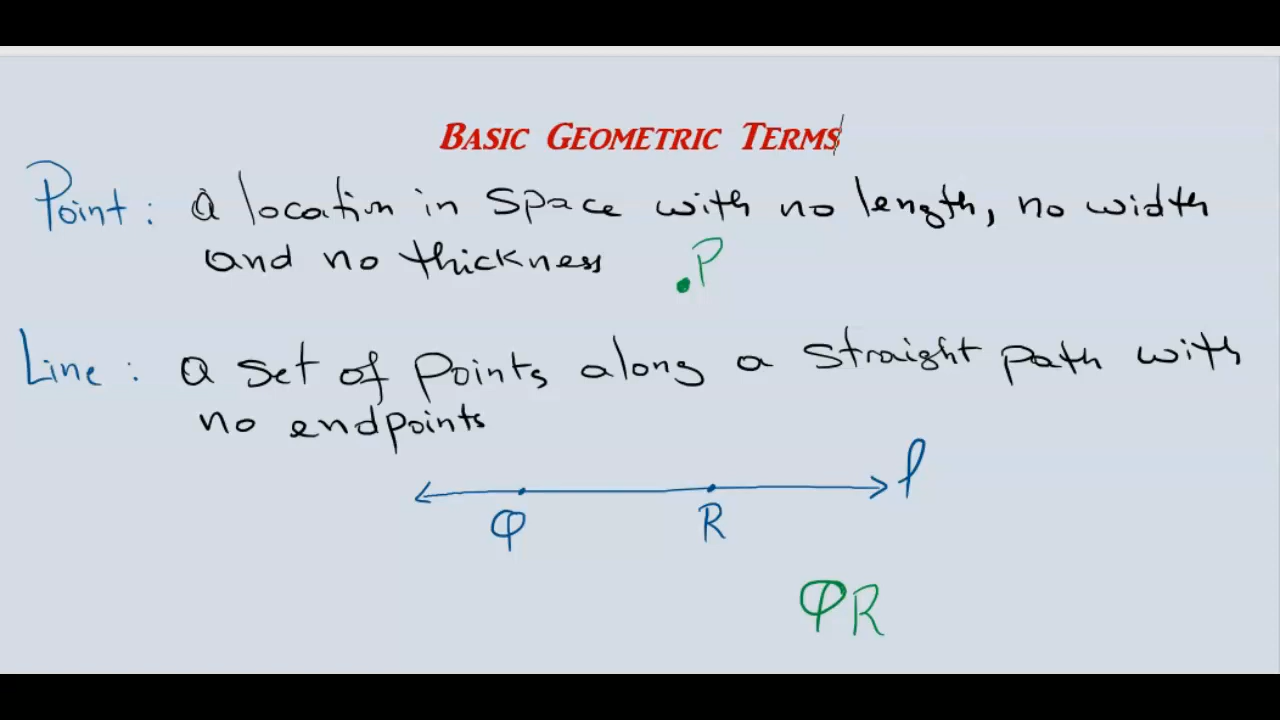 BASIC GEOMETRIC TERMS
Point: a location in space with no length, no width
and no thickness .P
Line: a set of points along a straight path with
no endpoints
l
Q R
QR